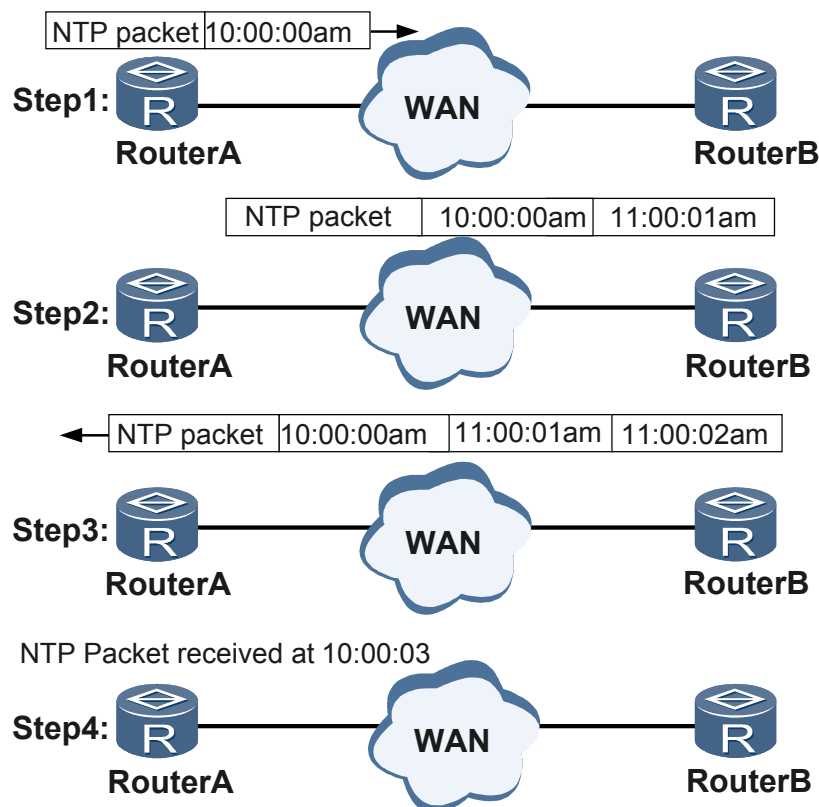 NTP packet 10:00:00am
Step1:
R
WAN
R
RouterA
RouterB
NTP packet 10:00:00am 11:00:01am
Step2:
R
WAN
R
RouterA
RouterB
NTP packet 10:00:00am 11:00:01am 11:00:02am
Step3:
R
WAN
R
RouterA
RouterB
NTP Packet received at 10:00:03
Step4:
R
WAN
R
RouterA
RouterB